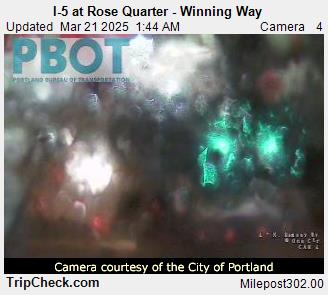 I-5 at Rose Quarter - Winning Way
Updated Mar 21 2025 1:44 AM Camera 4
PBOT
PORTLAND BUREAU OF TRANSPORTATION
Camera courtesy of the City of Portland
TripCheck.com Milepost302.00